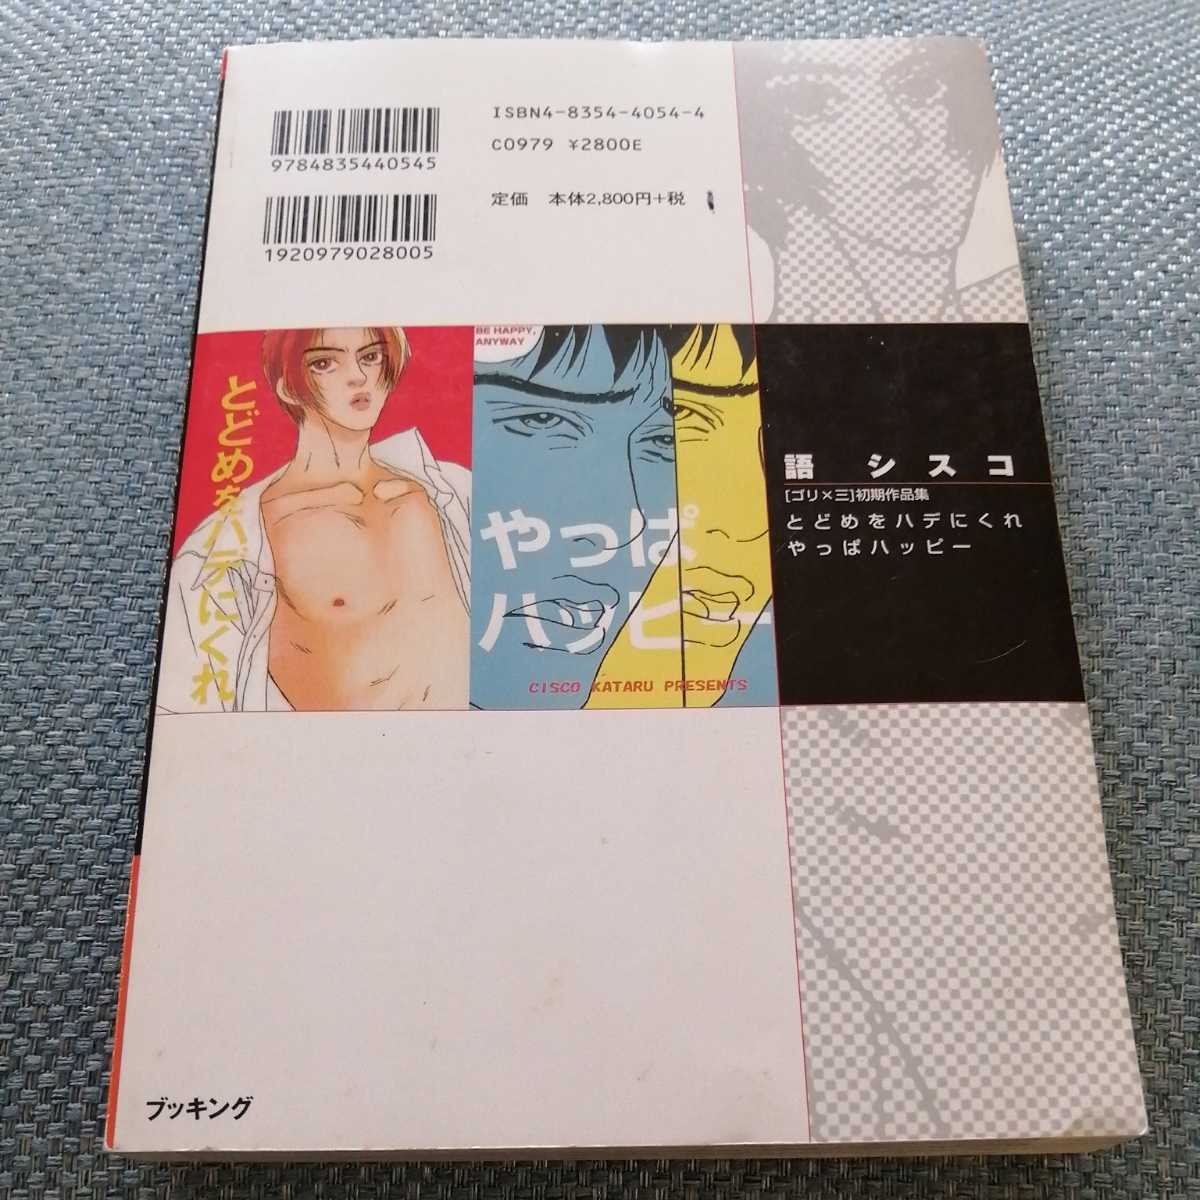 ISBN4-8354-4054-4
C0979 ¥2800E
定価 本体2,800円+税
9784835440545
1920979028005
とどめをハデにくれ
BE HAPPY,
ANYWAY
やっぱ
ハッピー
CISCO KATARU PRESENTS
語 シスコ
[ゴリ×三]初期作品集
とどめをハデにくれ
やっぱハッピー
ブッキング